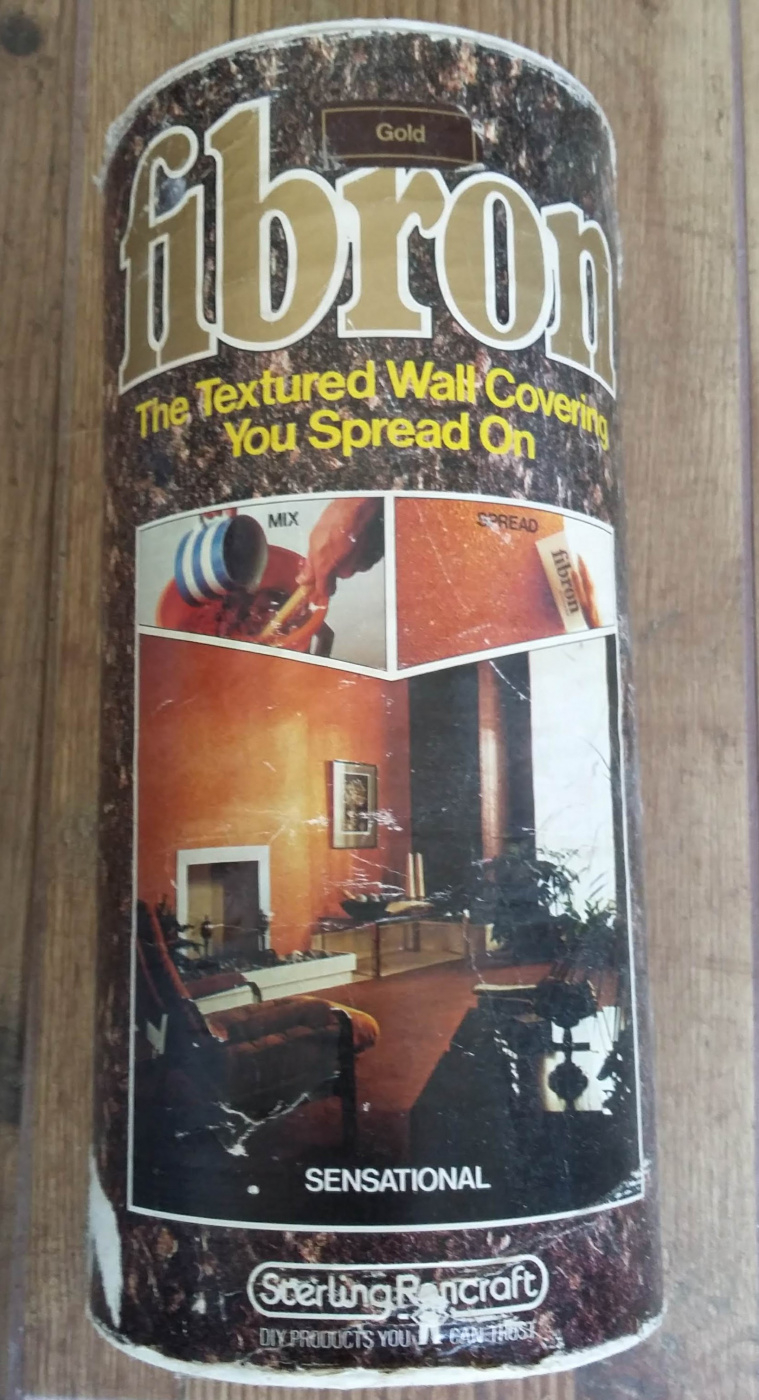 Gold
fibron
The Textured Wall Covering
You Spread On
MIX
SPREAD
fibron
SENSATIONAL
Sterling Roncraft
DIY PRODUCTS YOU CAN TRUST